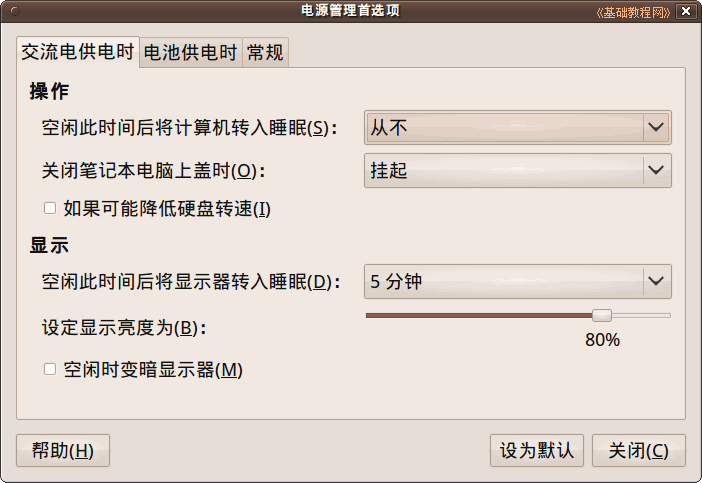 电源管理首选项
《基础教程网》
交流电供电时 电池供电时 常规
操作
空闲此时间后将计算机转入睡眠(S): 从不
关闭笔记本电脑上盖时(O): 挂起
如果可能降低硬盘转速(I)
显示
空闲此时间后将显示器转入睡眠(D): 5 分钟
设定显示亮度为(B):
80%
空闲时变暗显示器(M)
帮助(H) 设为默认 关闭(C)